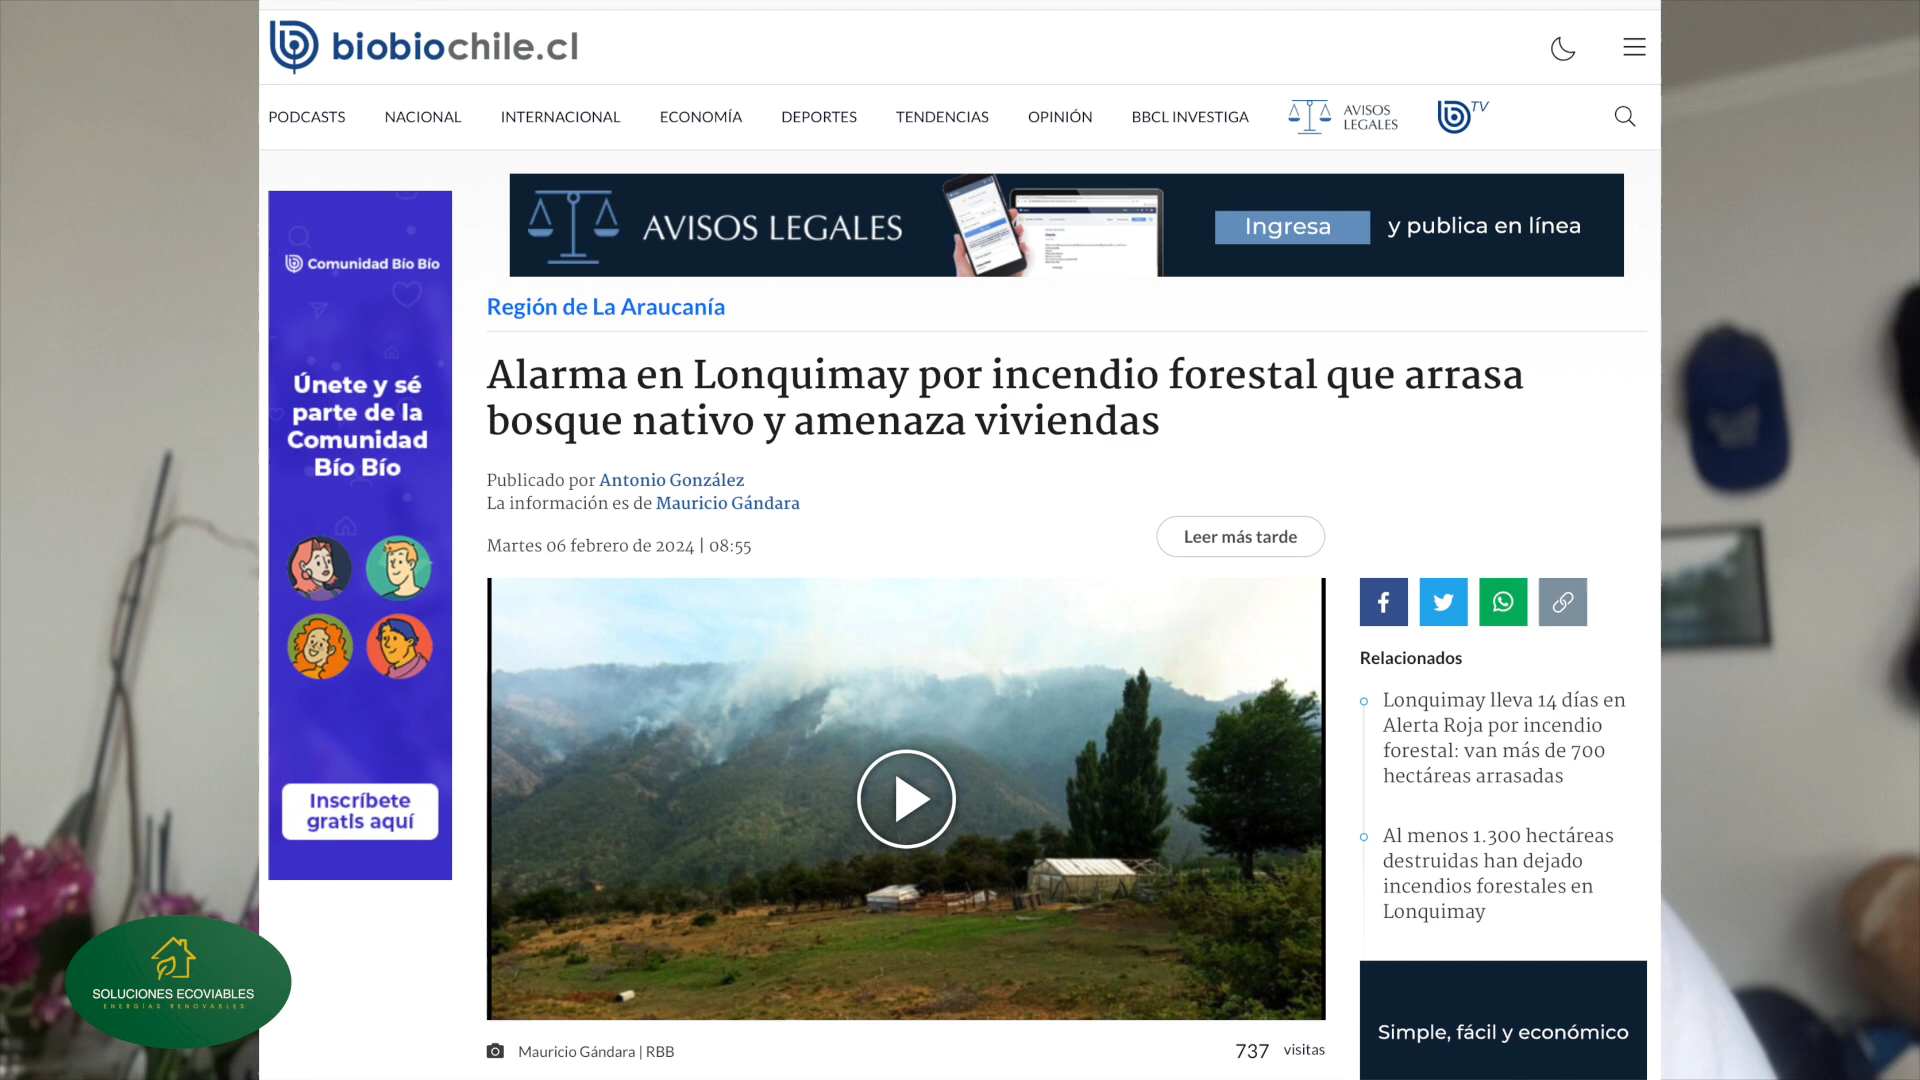 biobiochile.cl
PODCASTS NACIONAL INTERNACIONAL ECONOMÍA DEPORTES TENDENCIAS OPINIÓN BBCL INVESTIGA AVISOS LEGALES TV
AVISOS LEGALES Ingresa y publica en línea
Comunidad Bío Bío
Únete y sé
parte de la
Comunidad
Bío Bío
Inscríbete
gratis aquí
Región de La Araucanía
Alarma en Lonquimay por incendio forestal que arrasa
bosque nativo y amenaza viviendas
Publicado por Antonio González
La información es de Mauricio Gándara
Martes 06 febrero de 2024 | 08:55
Leer más tarde
Relacionados
Lonquimay lleva 14 días en
Alerta Roja por incendio
forestal: van más de 700
hectáreas arrasadas
Al menos 1.300 hectáreas
destruidas han dejado
incendios forestales en
Lonquimay
Simple, fácil y económico
Mauricio Gándara | RBB
737 visitas
SOLUCIONES ECOVIABLES
ENERGÍAS RENOVABLES